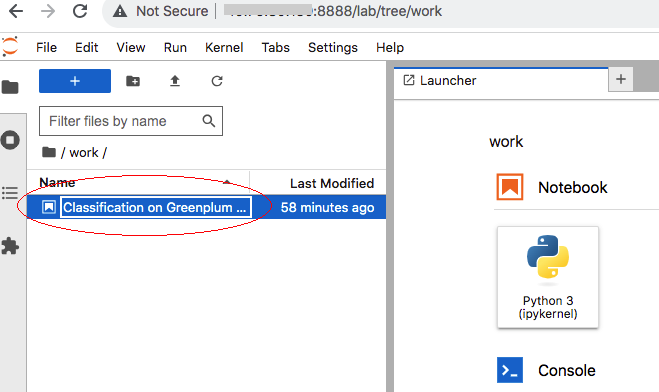 Not Secure :8888/lab/tree/work
File Edit View Run Kernel Tabs Settings Help
+
Launcher +
Filter files by name
/ work /
Name Last Modified
Classification on Greenplum ... 58 minutes ago
work
Notebook
Python 3
(ipykernel)
Console